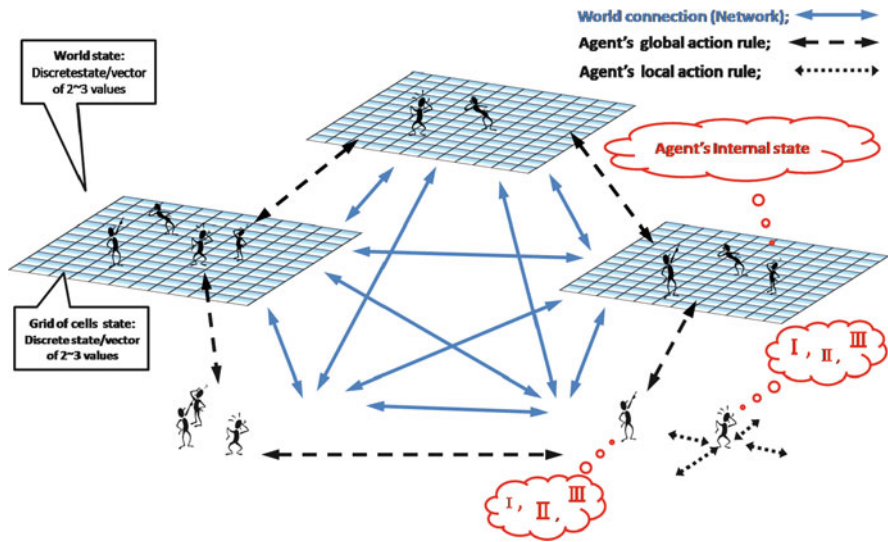 World connection (Network);
Agent's global action rule;
Agent's local action rule;
World state:
Discretestate/vector
of 2~3 values
Agent's Internal state
Grid of cells state:
Discrete state/vector
of 2~3 values
Ⅰ , Ⅱ , Ⅲ
Ⅰ , Ⅱ , Ⅲ